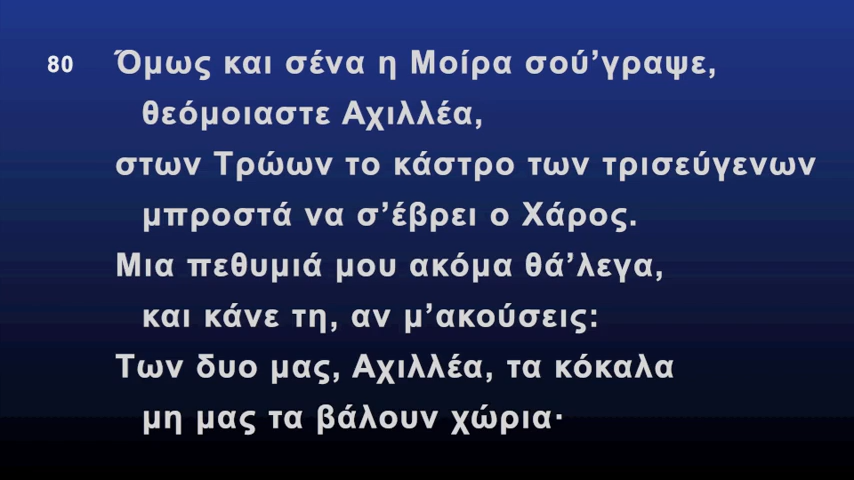 80 Όμως και σένα η Μοίρα σού’γραψε,
θεόμοιαστε Αχιλλέα,
στων Τρώων το κάστρο των τρισεύγενων
μπροστά να σ’έβρει ο Χάρος.
Μια πεθυμιά μου ακόμα θά’λεγα,
και κάνε τη, αν μ’ακούσεις:
Των δυο μας, Αχιλλέα, τα κόκαλα
μη μας τα βάλουν χώρια·